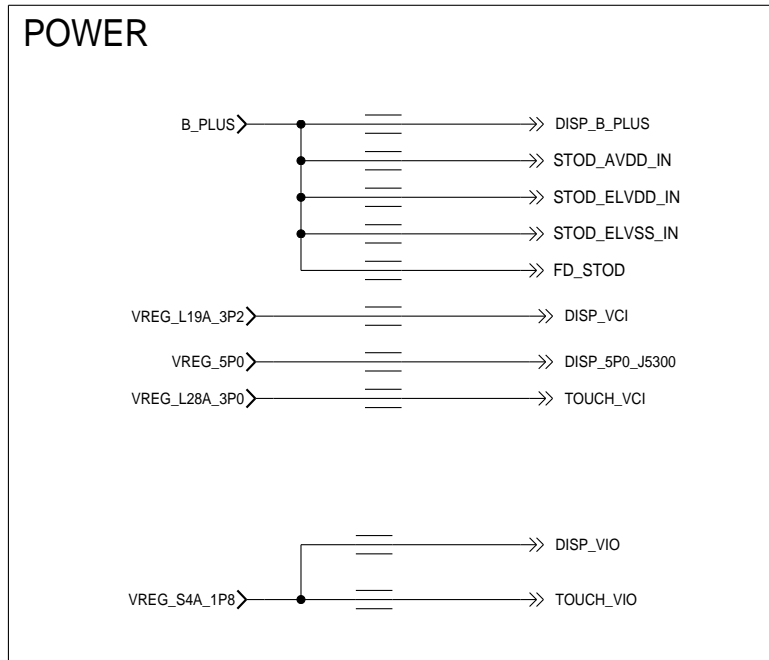 POWER
B_PLUS DISP_B_PLUS
STOD_AVDD_IN
STOD_ELVDD_IN
STOD_ELVSS_IN
FD_STOD
VREG_L19A_3P2 DISP_VCI
VREG_5P0 DISP_5P0_J5300
VREG_L28A_3P0 TOUCH_VCI
DISP_VIO
VREG_S4A_1P8 TOUCH_VIO